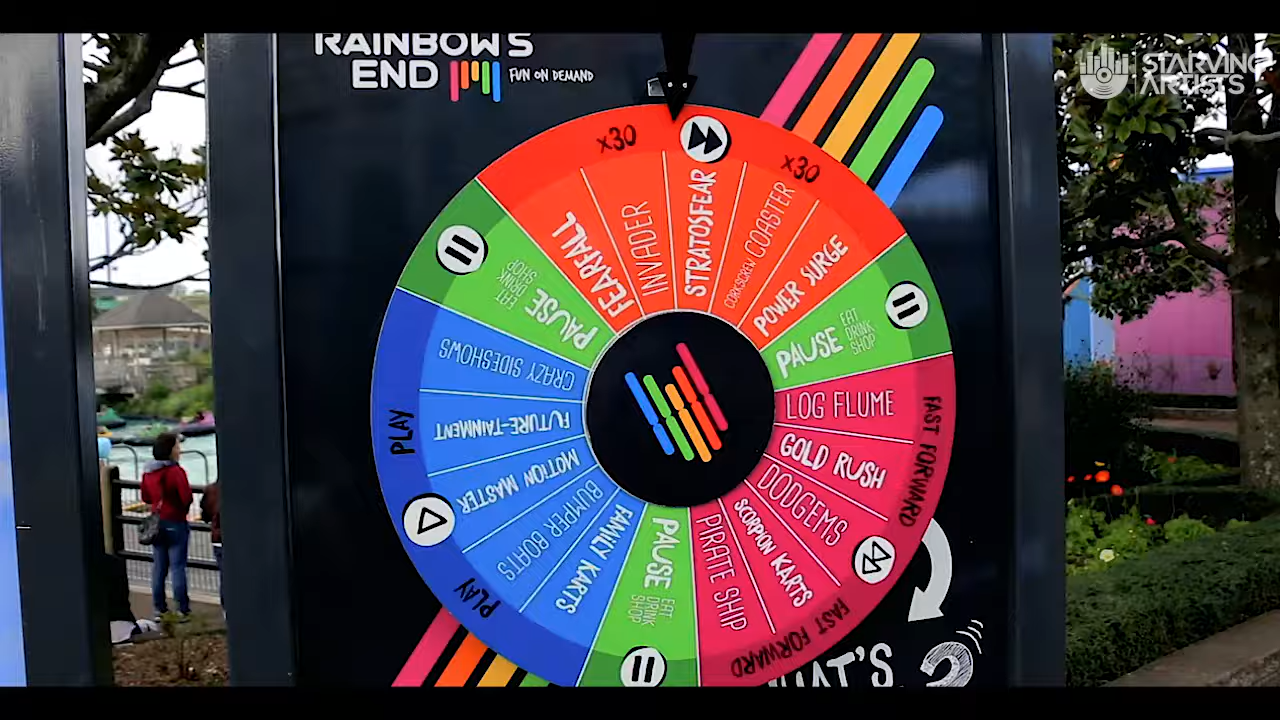 RAINBOW'S
END
FUN ON DEMAND
STARVING
ARTISTS
x30
x30
FEARFALL
INVADER
STRATOSFEAR
CORKSCREW COASTER
POWER SURGE
PAUSE
EAT
DRINK
SHOP
LOG FLUME
GOLD RUSH
DODGEMS
SCORPION KARTS
PIRATE SHIP
FAST FORWARD
FAST FORWARD
PAUSE
EAT
DRINK
SHOP
FAMILY KARTS
BUMPER BOATS
MOTION MASTER
FUTURE-TAINMENT
CRAZY SIDESHOWS
PLAY
PLAY
PAUSE
EAT
DRINK
SHOP